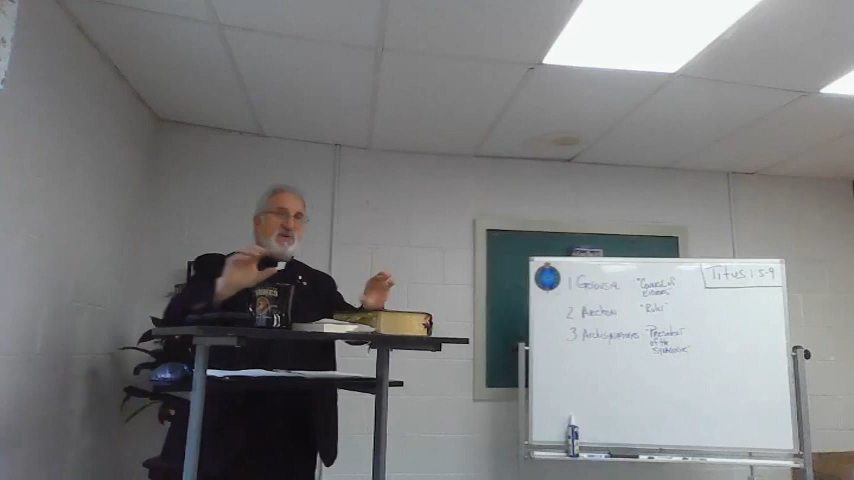 Titus 1:5-9
1 Gerousia "Council of
Elders"
2 Archon "Ruler"
3 Archisynagogos "President
of the
Synagogue"